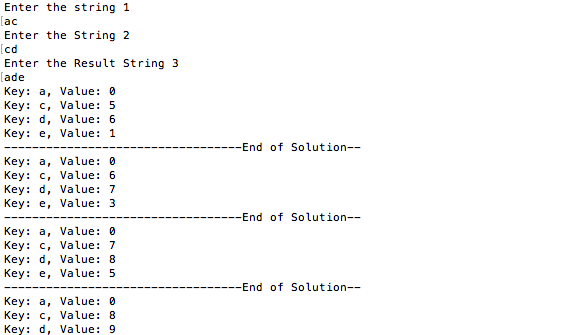 Enter the string 1
[ac
Enter the String 2
[cd
Enter the Result String 3
[ade
Key: a, Value: 0
Key: c, Value: 5
Key: d, Value: 6
Key: e, Value: 1
----------------------------------End of Solution--
Key: a, Value: 0
Key: c, Value: 6
Key: d, Value: 7
Key: e, Value: 3
----------------------------------End of Solution--
Key: a, Value: 0
Key: c, Value: 7
Key: d, Value: 8
Key: e, Value: 5
----------------------------------End of Solution--
Key: a, Value: 0
Key: c, Value: 8
Key: d, Value: 9